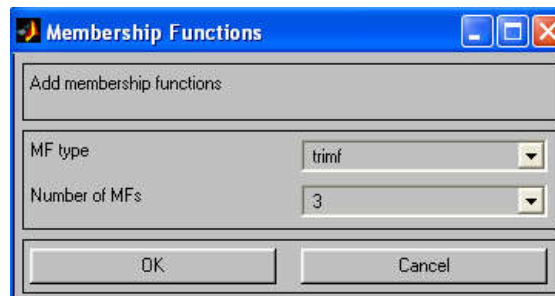 Membership Functions
Add membership functions
MF type trimf
Number of MFs 3
OK Cancel